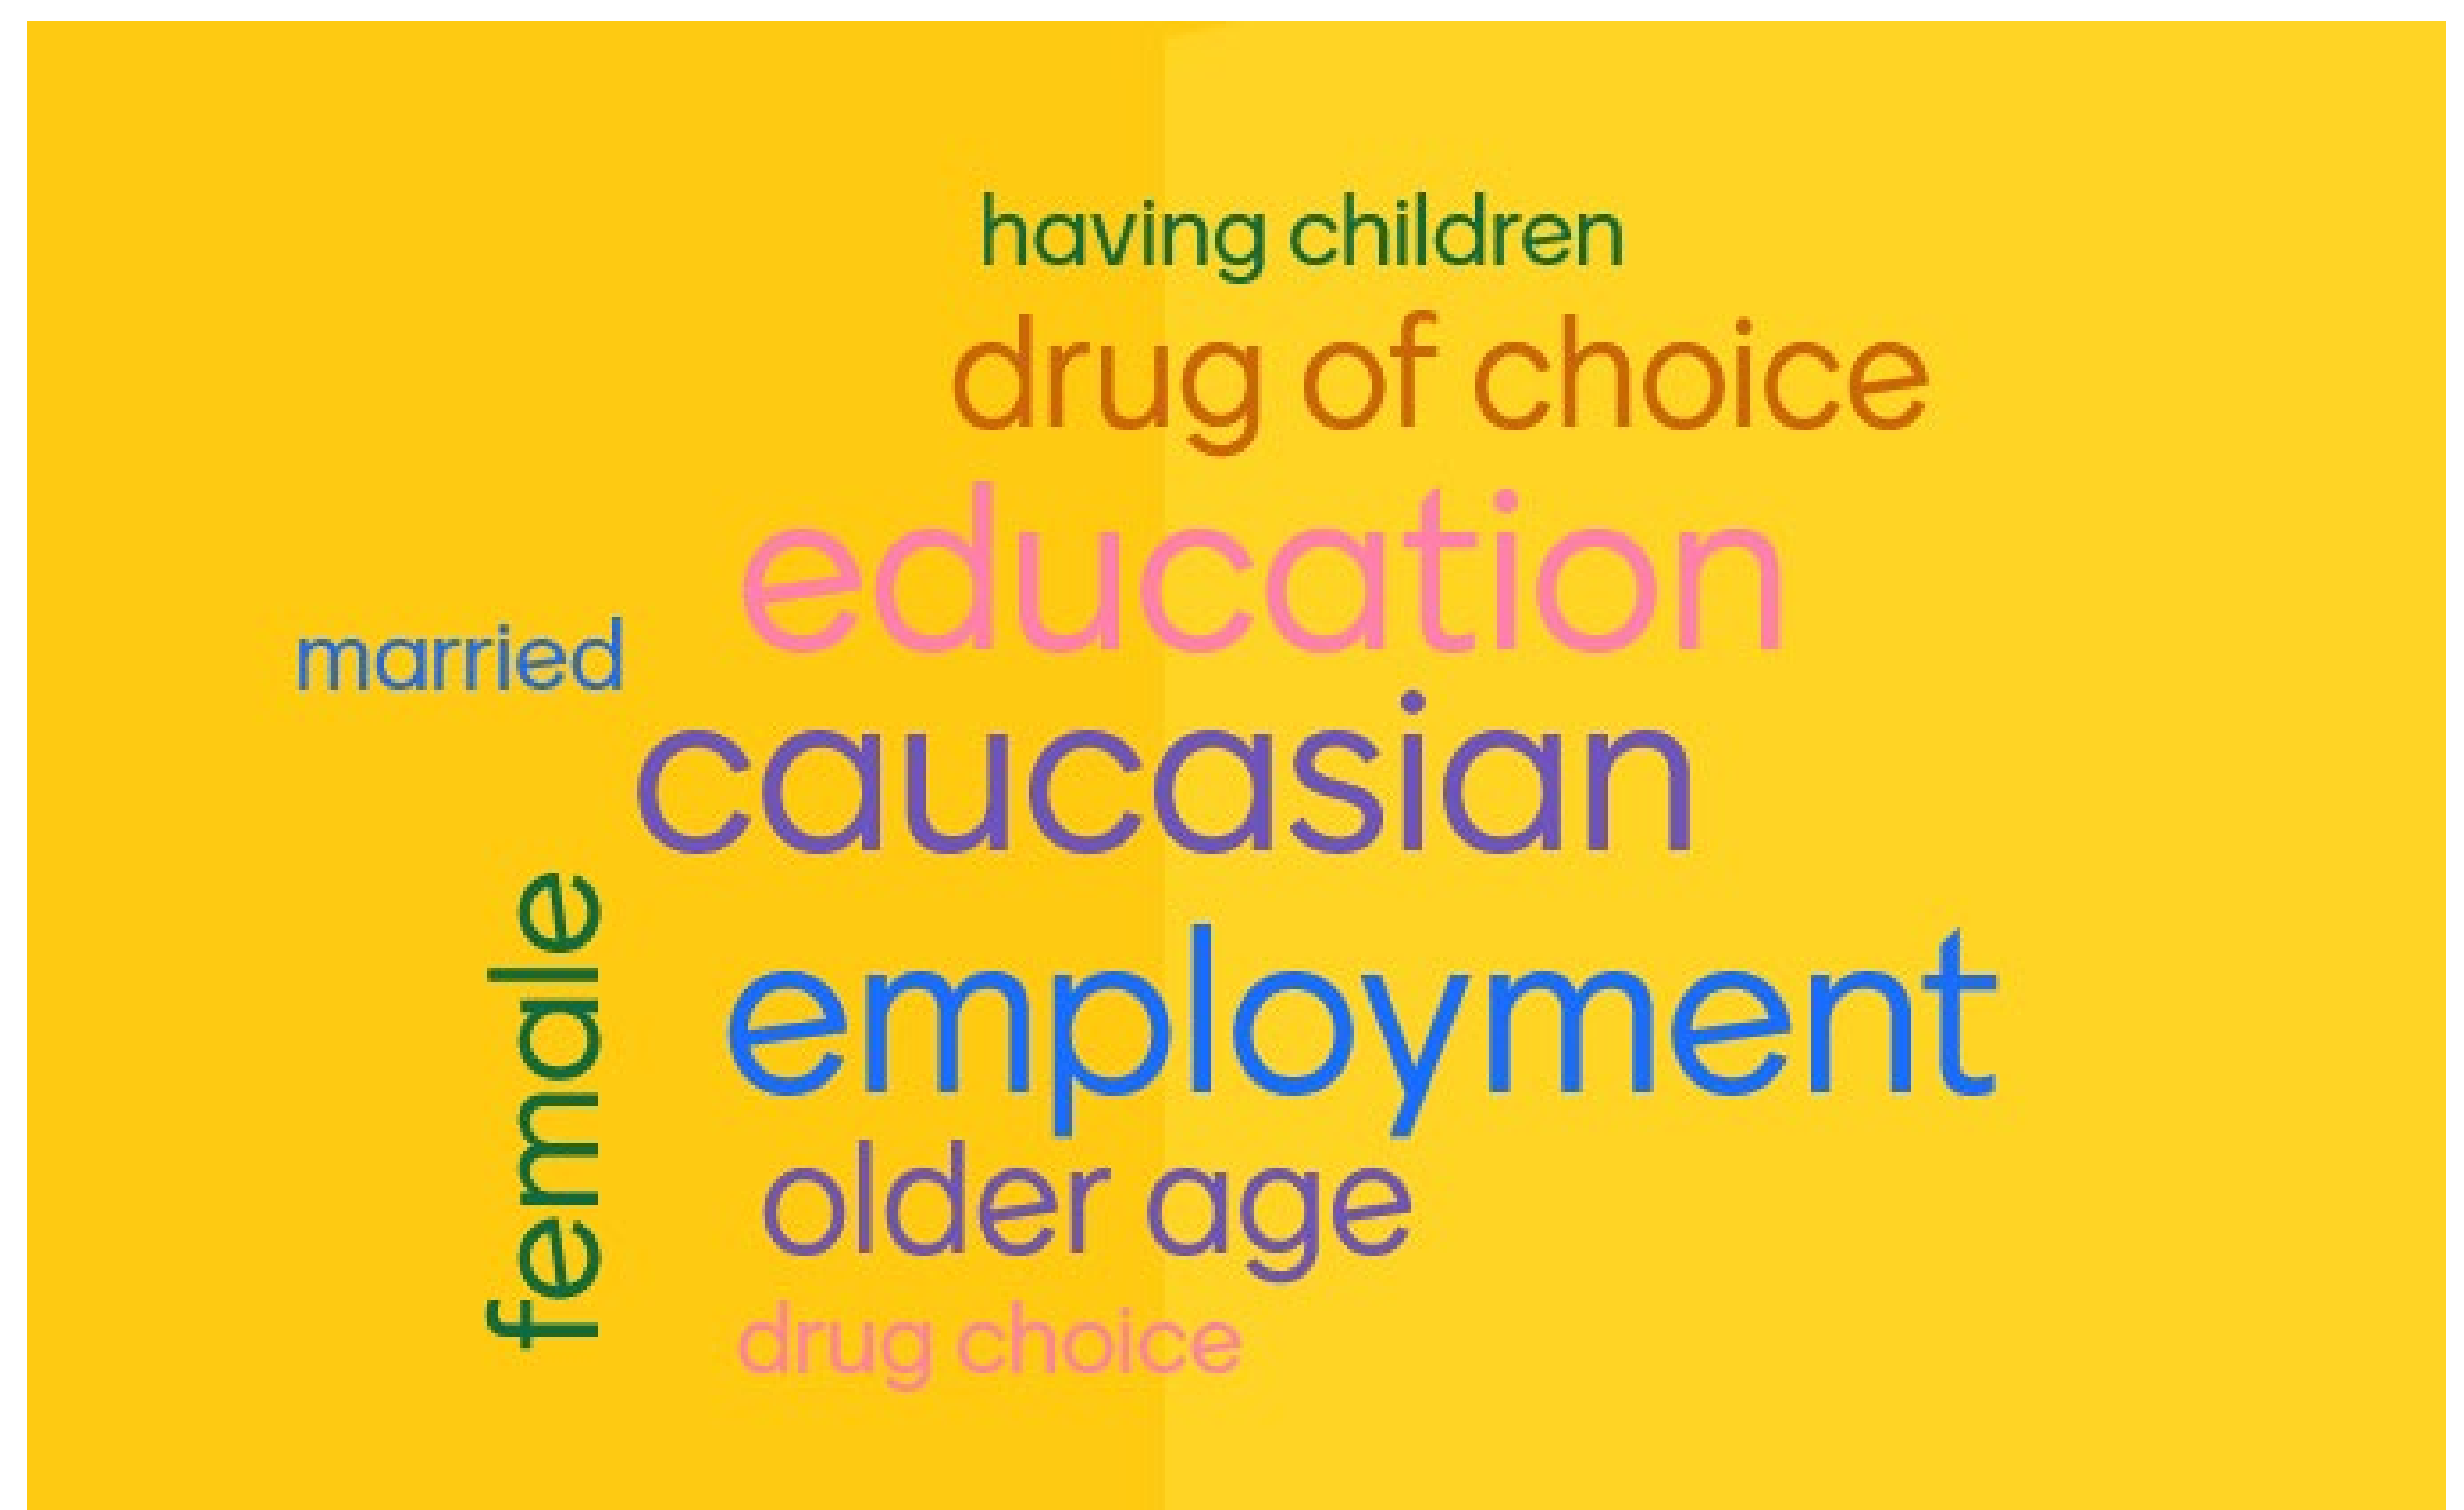 having children
drug of choice
education
married
caucasian
female
employment
older age
drug choice